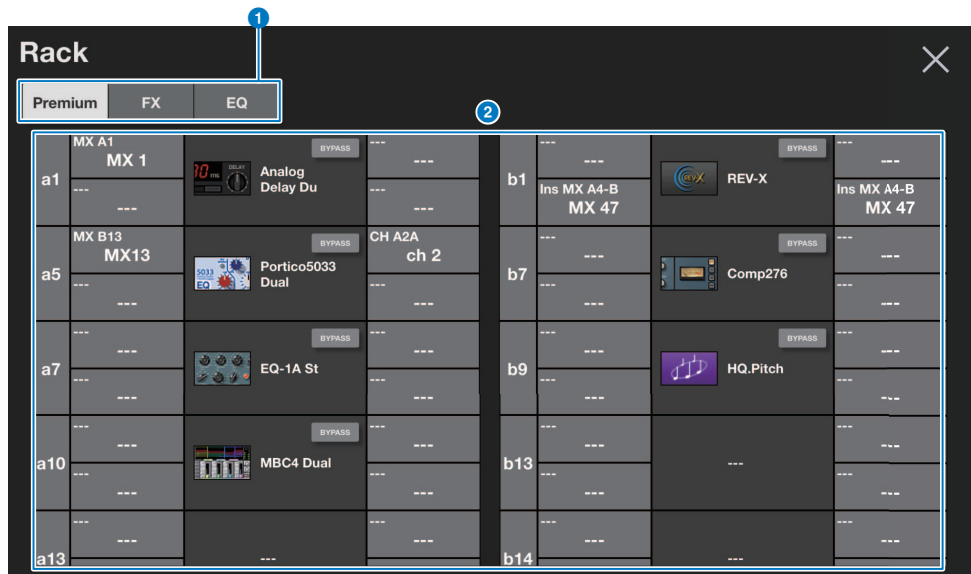 1
Rack
Premium FX EQ
2
a1
MX A1
MX 1
---
---
30 ms DELAY
BYPASS
Analog
Delay Du
---
---
---
---
b1
---
---
Ins MX A4-B
MX 47
REV-X
BYPASS
REV-X
---
---
Ins MX A4-B
MX 47
a5
MX B13
MX13
---
---
5033
EQ
BYPASS
Portico5033
Dual
CH A2A
ch 2
---
---
b7
---
---
---
---
BYPASS
Comp276
---
---
---
---
a7
---
---
---
---
BYPASS
EQ-1A St
---
---
---
---
b9
---
---
---
---
BYPASS
HQ.Pitch
---
---
---
---
a10
---
---
---
---
BYPASS
MBC4 Dual
---
---
---
---
b13
---
---
---
---
---
---
---
---
---
a13
---
---
---
---
---
b14
---
---
---
---
---